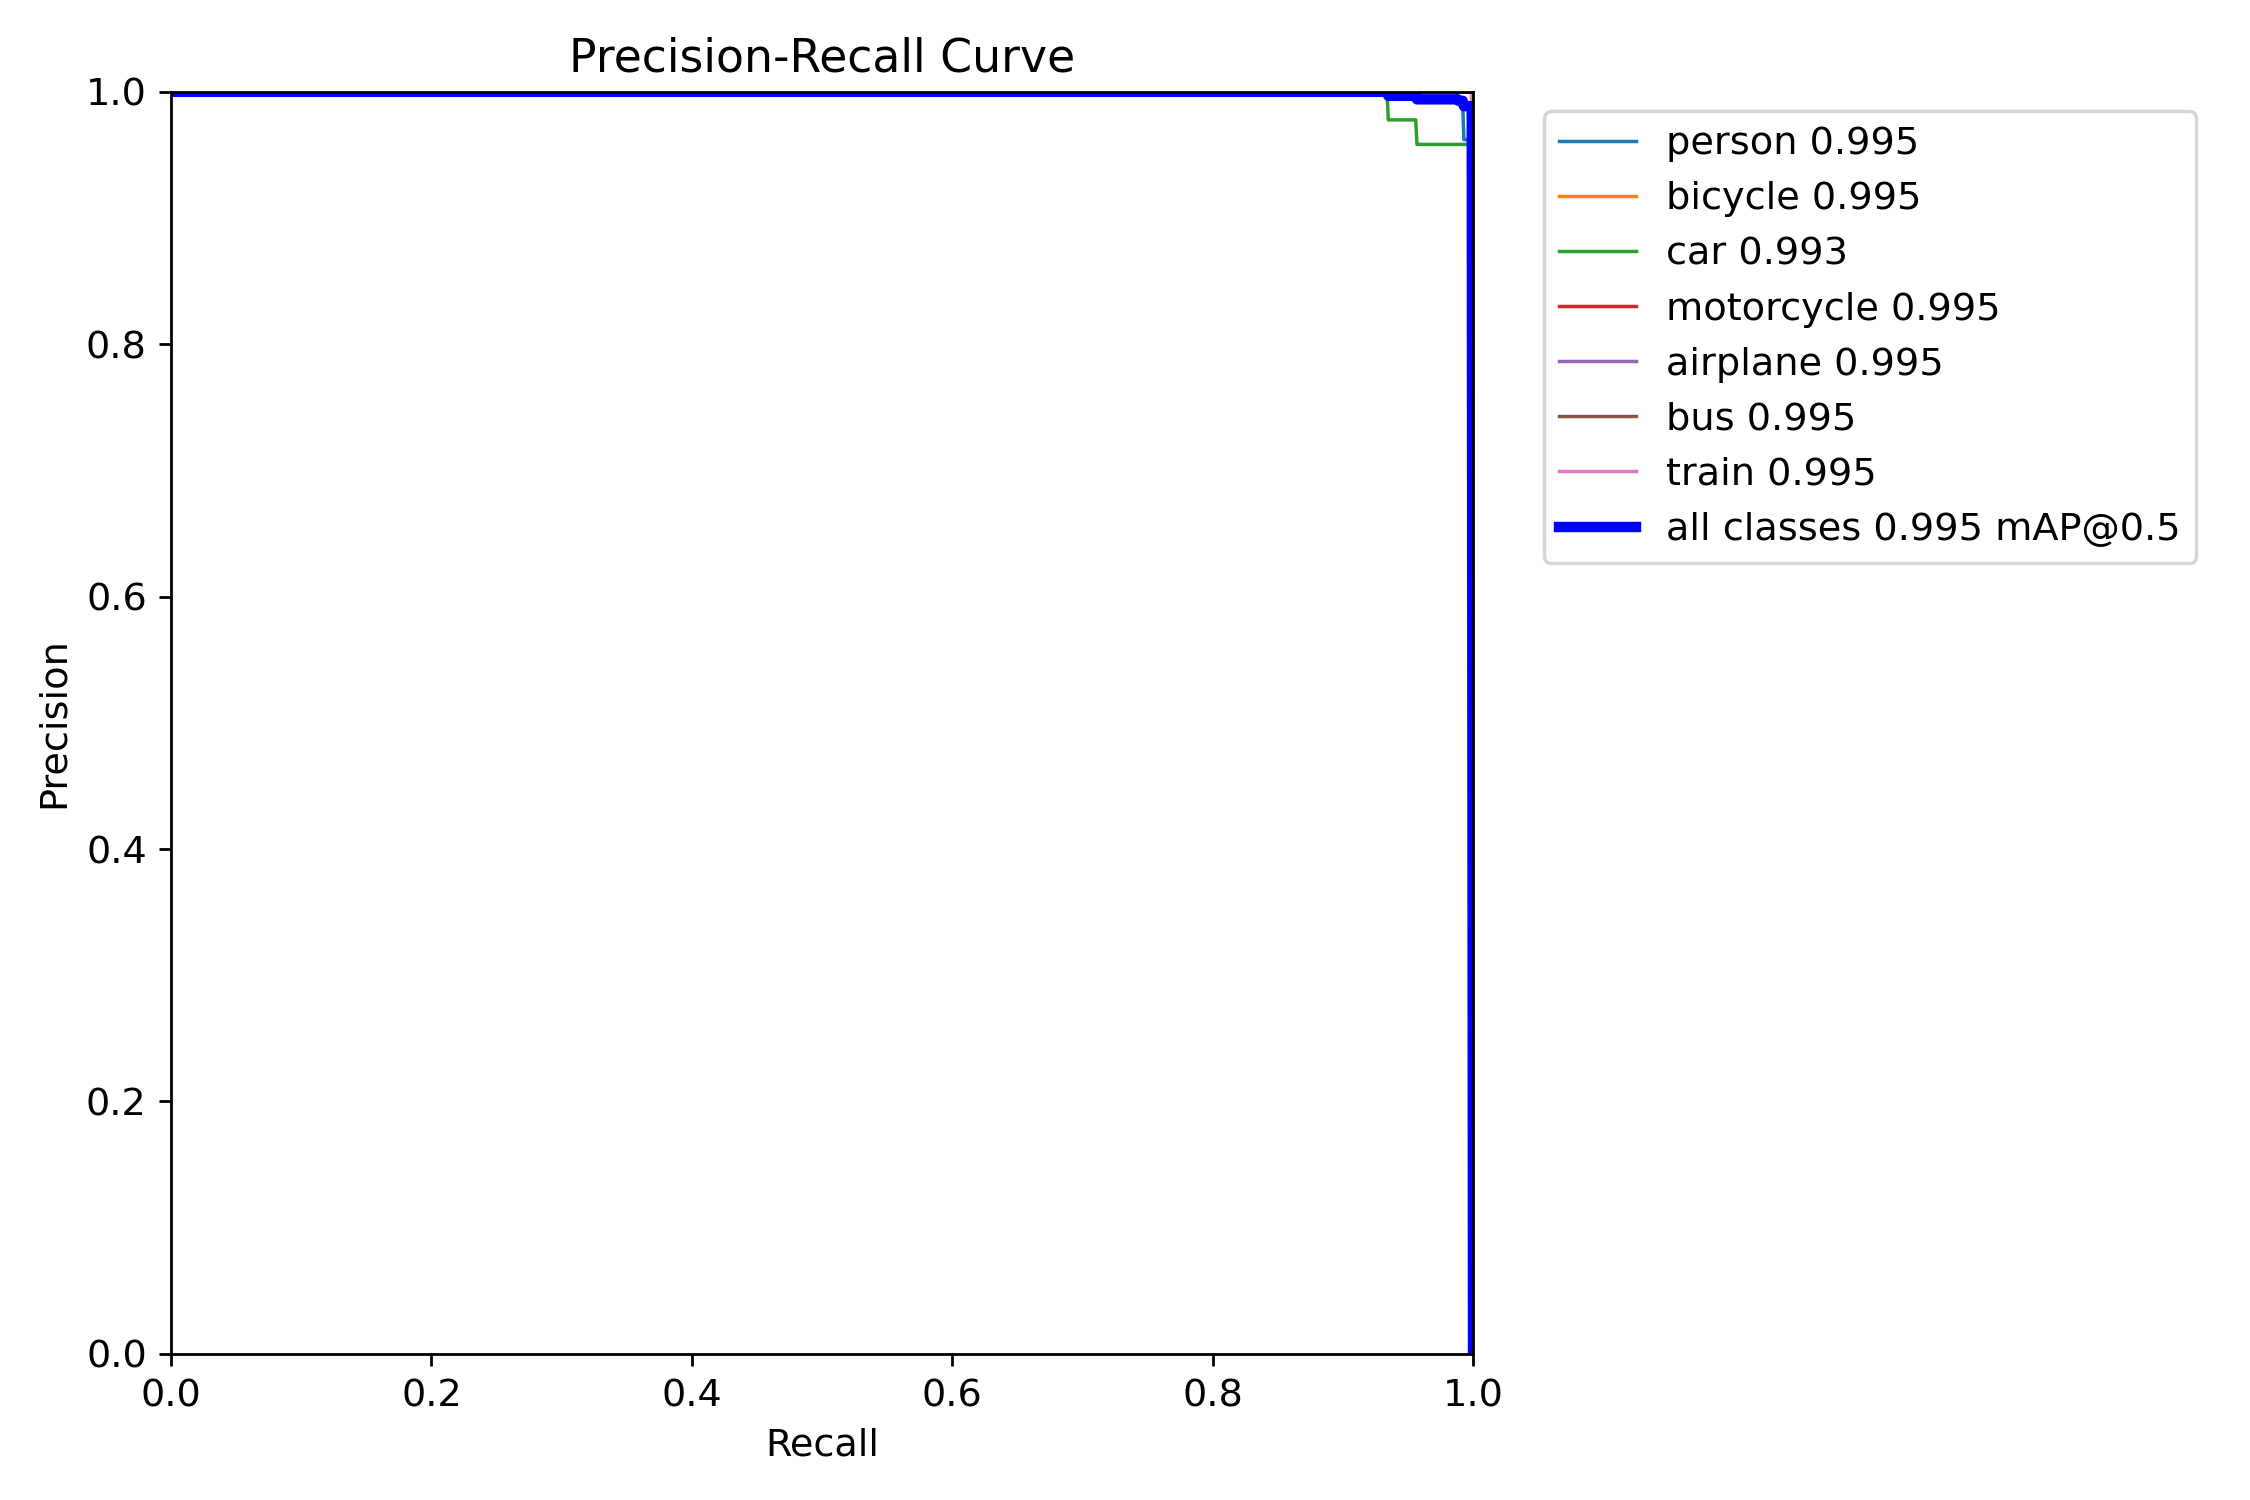 Precision-Recall Curve
1.0
0.8
0.6
0.4
0.2
0.0
Precision
0.0 0.2 0.4 0.6 0.8 1.0
Recall
person 0.995
bicycle 0.995
car 0.993
motorcycle 0.995
airplane 0.995
bus 0.995
train 0.995
all classes 0.995 mAP@0.5